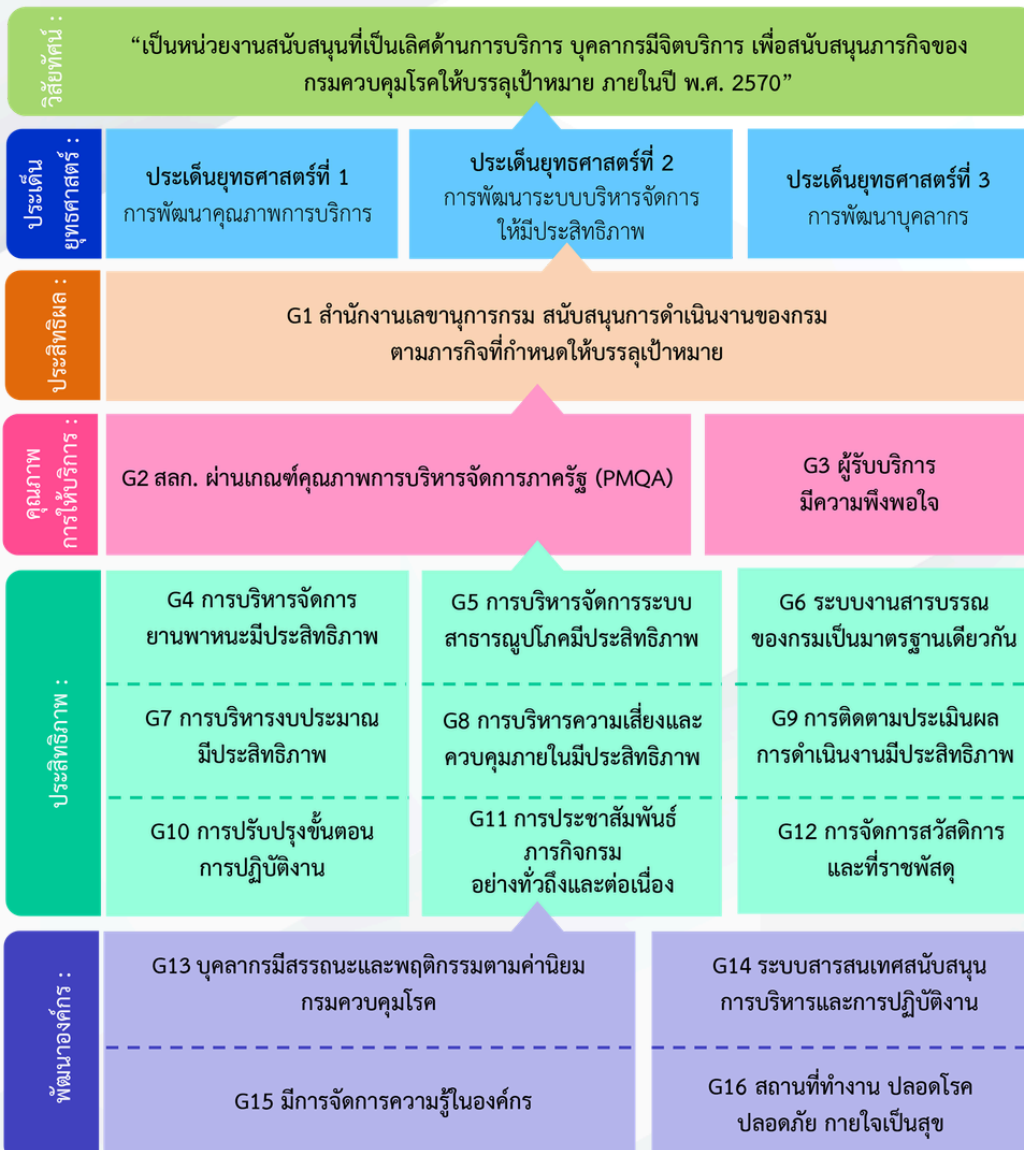 วิสัยทัศน์ :
“เป็นหน่วยงานสนับสนุนที่เป็นเลิศด้านการบริการ บุคลากรมีจิตบริการ เพื่อสนับสนุนภารกิจของ
กรมควบคุมโรคให้บรรลุเป้าหมาย ภายในปี พ.ศ. 2570”
ประเด็น
ยุทธศาสตร์ :
ประเด็นยุทธศาสตร์ที่ 1
การพัฒนาคุณภาพการบริการ
ประเด็นยุทธศาสตร์ที่ 2
การพัฒนาระบบบริหารจัดการ
ให้มีประสิทธิภาพ
ประเด็นยุทธศาสตร์ที่ 3
การพัฒนาบุคลากร
ประสิทธิผล :
G1 สำนักงานเลขานุการกรม สนับสนุนการดำเนินงานของกรม
ตามภารกิจที่กำหนดให้บรรลุเป้าหมาย
คุณภาพ
การให้บริการ :
G2 สลก. ผ่านเกณฑ์คุณภาพการบริหารจัดการภาครัฐ (PMQA)
G3 ผู้รับบริการ
มีความพึงพอใจ
ประสิทธิภาพ :
G4 การบริหารจัดการ
ยานพาหนะมีประสิทธิภาพ
G5 การบริหารจัดการระบบ
สาธารณูปโภคมีประสิทธิภาพ
G6 ระบบงานสารบรรณ
ของกรมเป็นมาตรฐานเดียวกัน
G7 การบริหารงบประมาณ
มีประสิทธิภาพ
G8 การบริหารความเสี่ยงและ
ควบคุมภายในมีประสิทธิภาพ
G9 การติดตามประเมินผล
การดำเนินงานมีประสิทธิภาพ
G10 การปรับปรุงขั้นตอน
การปฏิบัติงาน
G11 การประชาสัมพันธ์
ภารกิจกรม
อย่างทั่วถึงและต่อเนื่อง
G12 การจัดการสวัสดิการ
และที่ราชพัสดุ
พัฒนาองค์กร :
G13 บุคลากรมีสรรถนะและพฤติกรรมตามค่านิยม
กรมควบคุมโรค
G14 ระบบสารสนเทศสนับสนุน
การบริหารและการปฏิบัติงาน
G15 มีการจัดการความรู้ในองค์กร
G16 สถานที่ทำงาน ปลอดโรค
ปลอดภัย กายใจเป็นสุข